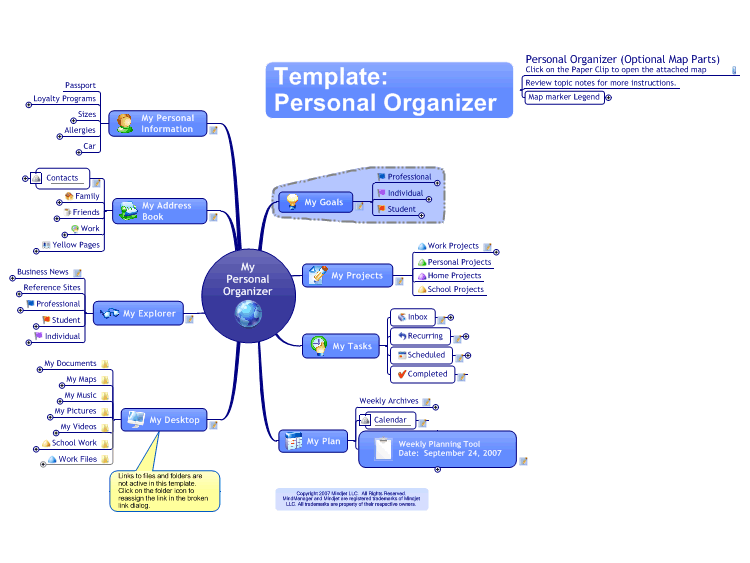 Personal Organizer (Optional Map Parts)
Click on the Paper Clip to open the attached map
Review topic notes for more instructions.
Map marker Legend
Template:
Personal Organizer
Passport
Loyalty Programs
Sizes
Allergies
Car
My Personal
Information
Contacts
Family
Friends
Work
Yellow Pages
My Address
Book
Business News
Reference Sites
Professional
Student
Individual
My Explorer
My Documents
My Maps
My Music
My Pictures
My Videos
School Work
Work Files
My Desktop
Links to files and folders are
not active in this template.
Click on the folder icon to
reassign the link in the broken
link dialog.
My
Personal
Organizer
My Goals
Professional
Individual
Student
My Projects
Work Projects
Personal Projects
Home Projects
School Projects
My Tasks
Inbox
Recurring
Scheduled
Completed
My Plan
Weekly Archives
Calendar
Weekly Planning Tool
Date: September 24, 2007
Copyright 2007 Mindjet LLC. All Rights Reserved
MindManager and Mindjet are registered trademarks of Mindjet
LLC. All trademarks are property of their respective owners.